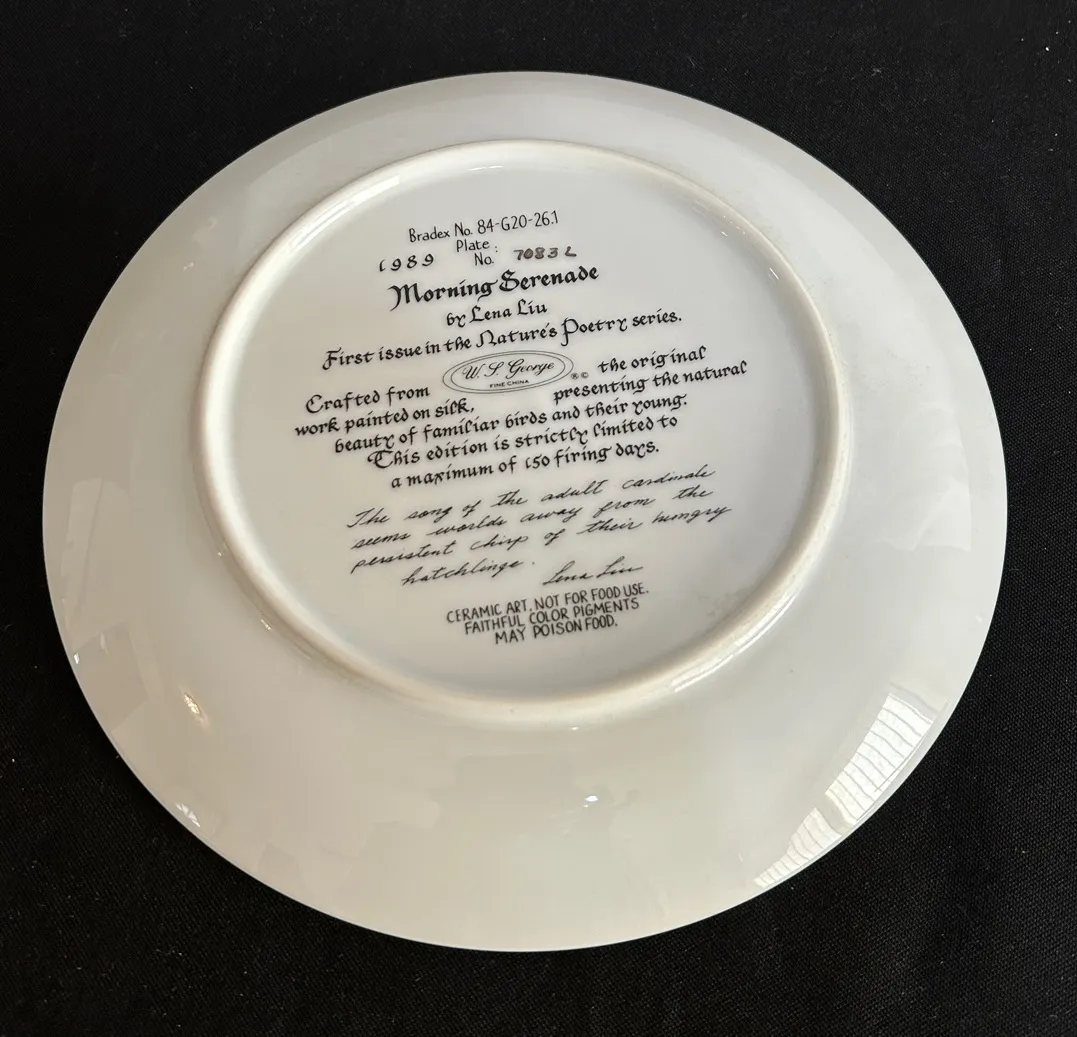 Bradex No. 84-G20-26.1
1989 Plate No. : 7083 L
Morning Serenade
by Lena Liu
First issue in the Nature's Poetry series.
W. S. George
FINE CHINA
® ©
Crafted from the original
work painted on silk, presenting the natural
beauty of familiar birds and their young.
This edition is strictly limited to
a maximum of 150 firing days.
The song of the adult cardinals
seems worlds away from the
persistent chirp of their hungry
hatchlings.
Lena Liu
CERAMIC ART, NOT FOR FOOD USE.
FAITHFUL COLOR PIGMENTS
MAY POISON FOOD.